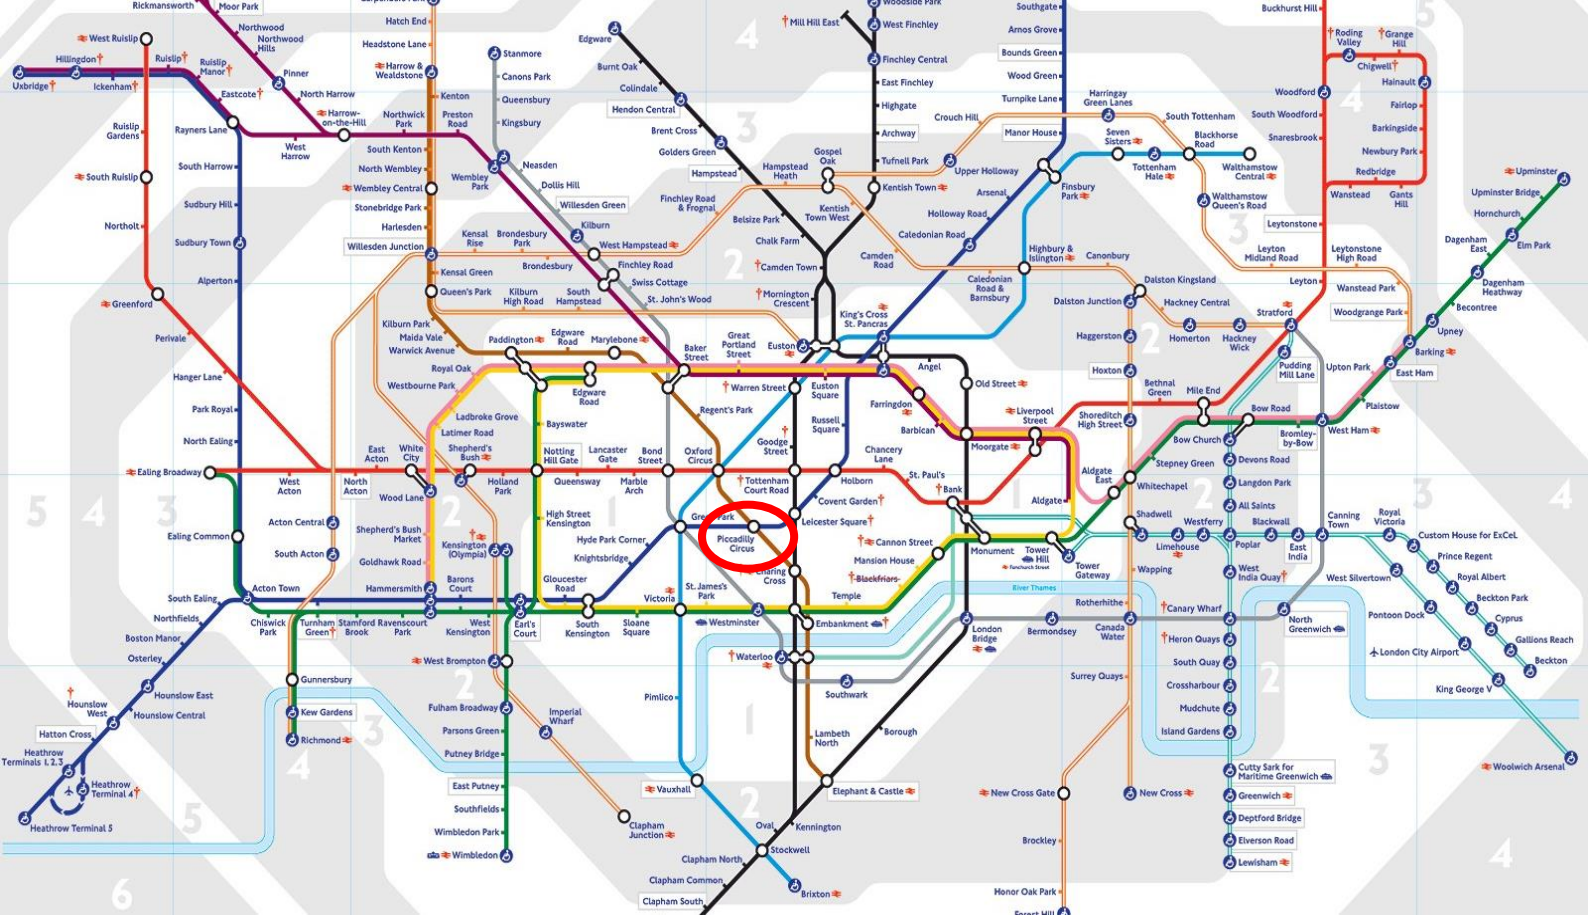 Rickmansworth
Moor Park
Northwood
Northwood
Hills
Pinner
North Harrow
West Ruislip
Hillingdon†
Uxbridge†
Ickenham†
Ruislip†
Ruislip
Manor†
Eastcote†
Rayners Lane
West
Harrow
Harrow-
on-the-Hill
Northwick
Park
Preston
Road
Ruislip
Gardens
South Ruislip
Northolt
Greenford
Perivale
Hanger Lane
South Harrow
Sudbury Hill
Sudbury Town
Alperton
Park Royal
North Ealing
Ealing Broadway
Ealing Common
South Ealing
Northfields
Boston Manor
Osterley
Hounslow East
Hounslow Central
†
Hounslow
West
Hatton Cross
Heathrow
Terminals 1, 2, 3
Heathrow
Terminal 4†
Heathrow Terminal 5
Hatch End
Headstone Lane
Harrow &
Wealdstone
Kenton
South Kenton
North Wembley
Wembley Central
Stonebridge Park
Harlesden
Willesden Junction
Kensal Green
Queen's Park
Kilburn Park
Maida Vale
Warwick Avenue
Royal Oak
Westbourne Park
Ladbroke Grove
Latimer Road
Stanmore
Canons Park
Queensbury
Kingsbury
Wembley
Park
Neasden
Dollis Hill
Willesden Green
Kilburn
West Hampstead
Finchley Road
Swiss Cottage
St. John's Wood
Kensal
Rise
Brondesbury
Park
Brondesbury
Kilburn
High Road
South
Hampstead
Finchley Road
& Frognal
Hampstead
Heath
Gospel
Oak
Edgware
Burnt Oak
Colindale
Hendon Central
Brent Cross
Golders Green
Hampstead
Belsize Park
Chalk Farm
†Camden Town
†Mornington
Crescent
Euston
†Mill Hill East
Woodside Park
West Finchley
Finchley Central
East Finchley
Highgate
Archway
Tufnell Park
Kentish Town
Kentish
Town West
Camden
Road
Crouch Hill
Upper Holloway
Harringay
Green Lanes
South Tottenham
Blackhorse
Road
Seven
Sisters
Tottenham
Hale
Walthamstow
Central
Walthamstow
Queen's Road
Leyton
Midland Road
Leytonstone
High Road
Wanstead Park
Woodgrange Park
Southgate
Arnos Grove
Bounds Green
Wood Green
Turnpike Lane
Manor House
Finsbury
Park
Arsenal
Holloway Road
Caledonian Road
Highbury &
Islington
Canonbury
Caledonian
Road &
Barnsbury
King's Cross
St. Pancras
Dalston Kingsland
Dalston Junction
Hackney Central
Haggerston
Homerton
Hackney
Wick
Stratford
Hoxton
Shoreditch
High Street
Pudding
Mill Lane
Buckhurst Hill
†Roding
Valley
†Grange
Hill
Chigwell†
Hainault
Fairlop
Barkingside
Newbury Park
Redbridge
Gants
Hill
Wanstead
Woodford
South Woodford
Snaresbrook
Leytonstone
Leyton
Upminster
Upminster Bridge
Hornchurch
Elm Park
Dagenham
East
Dagenham
Heathway
Becontree
Upney
Barking
East Ham
Upton Park
Plaistow
West Ham
Bromley-
by-Bow
Bow Road
Bow Church
Mile End
Bethnal
Green
Stepney Green
Devons Road
Langdon Park
All Saints
Paddington
Edgware
Road
Marylebone
Baker
Street
Great
Portland
Street
Edgware
Road
Warren Street
Euston
Square
Regent's Park
Russell
Square
Goodge
Street
†
Farringdon
Barbican
Moorgate
Liverpool
Street
Old Street
Angel
Aldgate
East
Whitechapel
Aldgate
Bayswater
Notting
Hill Gate
Lancaster
Gate
Queensway
Marble
Arch
Bond
Street
Oxford
Circus
†Tottenham
Court Road
Holborn
Chancery
Lane
St. Paul's
†Bank
Covent Garden†
Leicester Square†
Green Park
Piccadilly
Circus
Charing
Cross
Hyde Park Corner
Knightsbridge
High Street
Kensington
East
Acton
White
City
Shepherd's
Bush
Holland
Park
Wood Lane
West
Acton
North
Acton
Acton Central
South Acton
Acton Town
Shepherd's Bush
Market
Goldhawk Road
Hammersmith
Kensington
(Olympia)
Barons
Court
Gloucester
Road
Chiswick
Park
Turnham
Green†
Stamford
Brook
Ravenscourt
Park
West
Kensington
Earl's
Court
South
Kensington
Sloane
Square
Victoria
St. James's
Park
Westminster
Embankment
Temple
†Blackfriars
Mansion House
†Cannon Street
Monument
Tower
Hill
Fenchurch Street
Tower
Gateway
Shadwell
Westferry
Limehouse
Poplar
Blackwall
East
India
Canning
Town
Royal
Victoria
Custom House for ExCeL
Prince Regent
Royal Albert
Beckton Park
Cyprus
Gallions Reach
Beckton
West Silvertown
Pontoon Dock
London City Airport
King George V
Woolwich Arsenal
River Thames
Wapping
Rotherhithe
Canada
Water
Bermondsey
London
Bridge
†Waterloo
Southwark
Surrey Quays
West
India Quay†
†Canary Wharf
†Heron Quays
South Quay
Crossharbour
Mudchute
Island Gardens
North
Greenwich
Cutty Sark for
Maritime Greenwich
Greenwich
Deptford Bridge
Elverson Road
Lewisham
New Cross Gate
New Cross
Brockley
Honor Oak Park
Forest Hill
Gunnersbury
Kew Gardens
Richmond
West Brompton
Fulham Broadway
Parsons Green
Putney Bridge
East Putney
Southfields
Wimbledon Park
Wimbledon
Imperial
Wharf
Clapham
Junction
Pimlico
Vauxhall
Lambeth
North
Borough
Elephant & Castle
Oval
Kennington
Stockwell
Clapham North
Clapham Common
Clapham South
Brixton
1
1
1
2
2
2
2
2
2
2
3
3
3
3
3
3
4
4
4
4
4
5
5
5
6